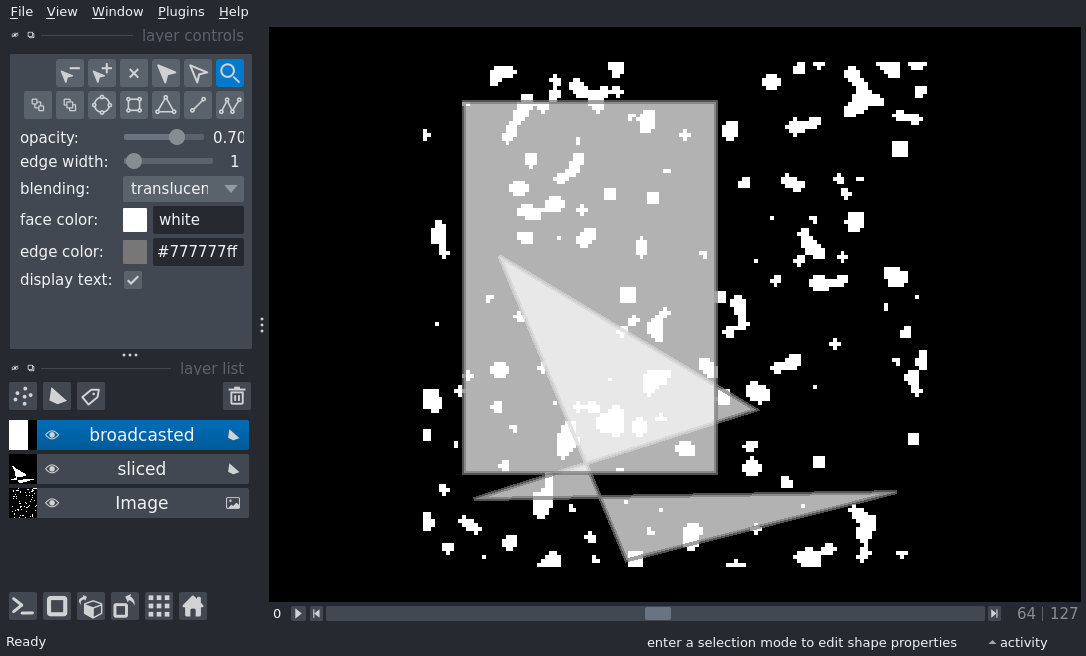 File View Window Plugins Help
layer controls
opacity: 0.70
edge width: 1
blending: translucen
face color: white
edge color: #777777ff
display text:
layer list
broadcasted
sliced
Image
0 64 127
Ready enter a selection mode to edit shape properties activity